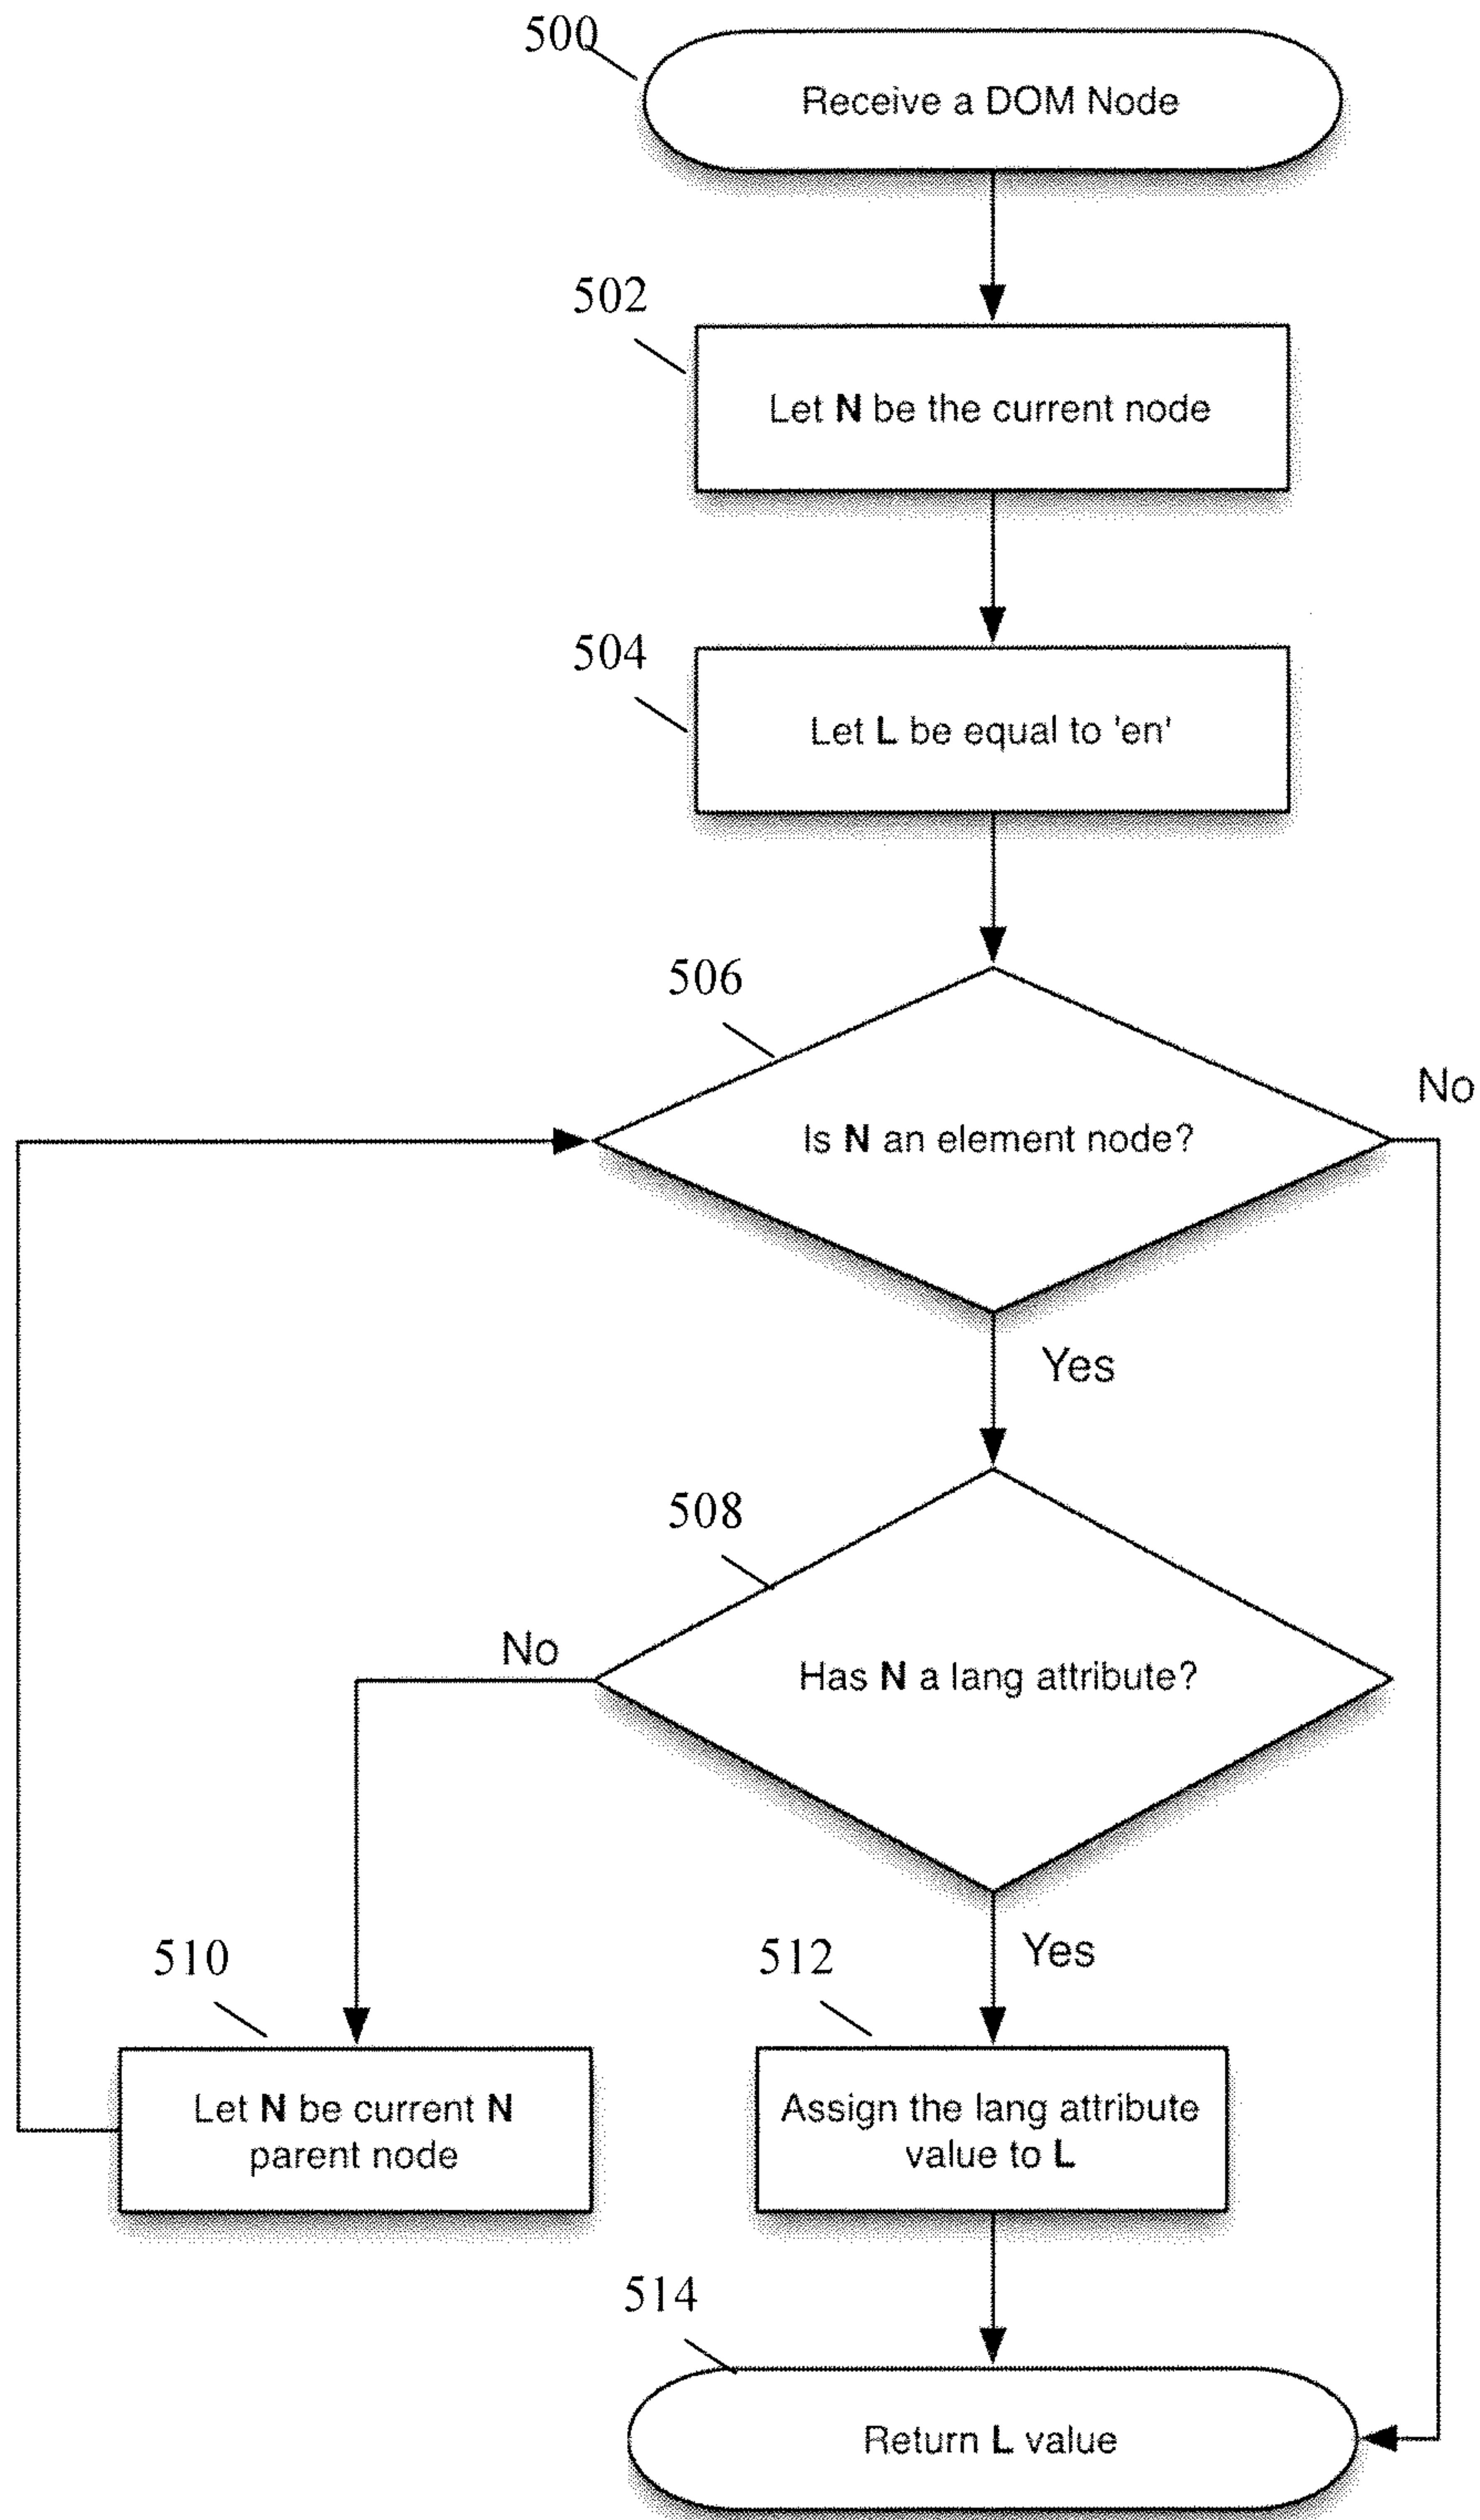 500
Receive a DOM Node
502
Let N be the current node
504
Let L be equal to 'en'
506
No
Is N an element node?
Yes
508
No
Has N a lang attribute?
510
512
Yes
Let N be current N
parent node
Assign the lang attribute
value to L
514
Return L value